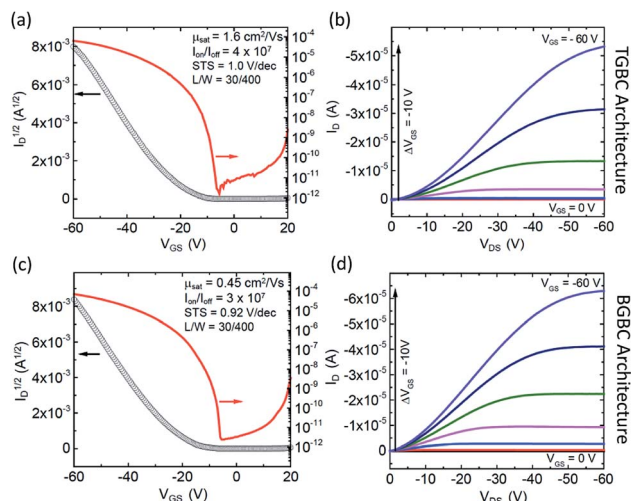 (a)
8x10⁻³
6x10⁻³
4x10⁻³
2x10⁻³
0
I_D^1/2 (A^1/2)
μ_sat = 1.6 cm²/Vs
I_on/I_off = 4 x 10⁷
STS = 1.0 V/dec
L/W = 30/400
10⁻⁴
10⁻⁵
10⁻⁶
10⁻⁷
10⁻⁸
10⁻⁹
10⁻¹⁰
10⁻¹¹
10⁻¹²
I_D (A)
-60 -40 -20 0 20
V_GS (V)
(b)
-5x10⁻⁵
-4x10⁻⁵
-3x10⁻⁵
-2x10⁻⁵
-1x10⁻⁵
0
I_D (A)
ΔV_GS = -10 V
V_GS = - 60 V
V_GS = 0 V
0 -10 -20 -30 -40 -50 -60
V_DS (V)
TGBC Architecture
(c)
8x10⁻³
6x10⁻³
4x10⁻³
2x10⁻³
0
I_D^1/2 (A^1/2)
μ_sat = 0.45 cm²/Vs
I_on/I_off = 3 x 10⁷
STS = 0.92 V/dec
L/W = 30/400
10⁻⁴
10⁻⁵
10⁻⁶
10⁻⁷
10⁻⁸
10⁻⁹
10⁻¹⁰
10⁻¹¹
10⁻¹²
I_D (A)
-60 -40 -20 0 20
V_GS (V)
(d)
-6x10⁻⁵
-5x10⁻⁵
-4x10⁻⁵
-3x10⁻⁵
-2x10⁻⁵
-1x10⁻⁵
0
I_D (A)
ΔV_GS = -10V
V_GS = -60 V
V_GS = 0 V
0 -10 -20 -30 -40 -50 -60
V_DS (V)
BGBC Architecture